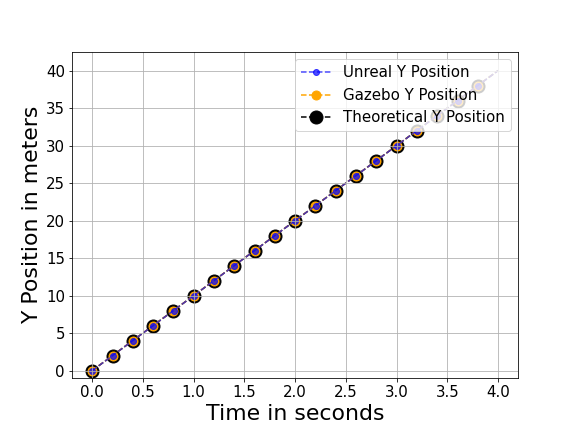 Unreal Y Position
Gazebo Y Position
Theoretical Y Position
40
35
30
25
20
15
10
5
0
Y Position in meters
0.0 0.5 1.0 1.5 2.0 2.5 3.0 3.5 4.0
Time in seconds